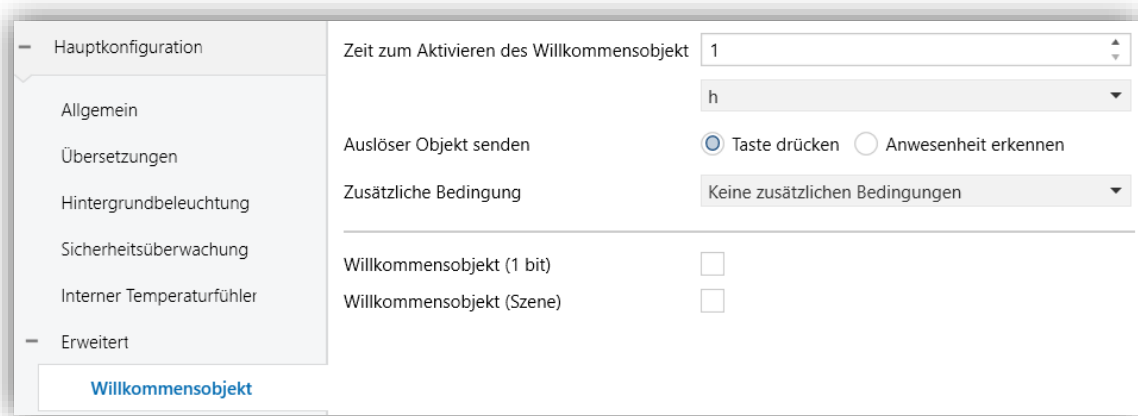 Hauptkonfiguration
Allgemein
Übersetzungen
Hintergrundbeleuchtung
Sicherheitsüberwachung
Interner Temperaturfühler
Erweitert
Willkommensobjekt
Zeit zum Aktivieren des Willkommensobjekt 1
h
Auslöser Objekt senden Taste drücken Anwesenheit erkennen
Zusätzliche Bedingung Keine zusätzlichen Bedingungen
Willkommensobjekt (1 bit)
Willkommensobjekt (Szene)